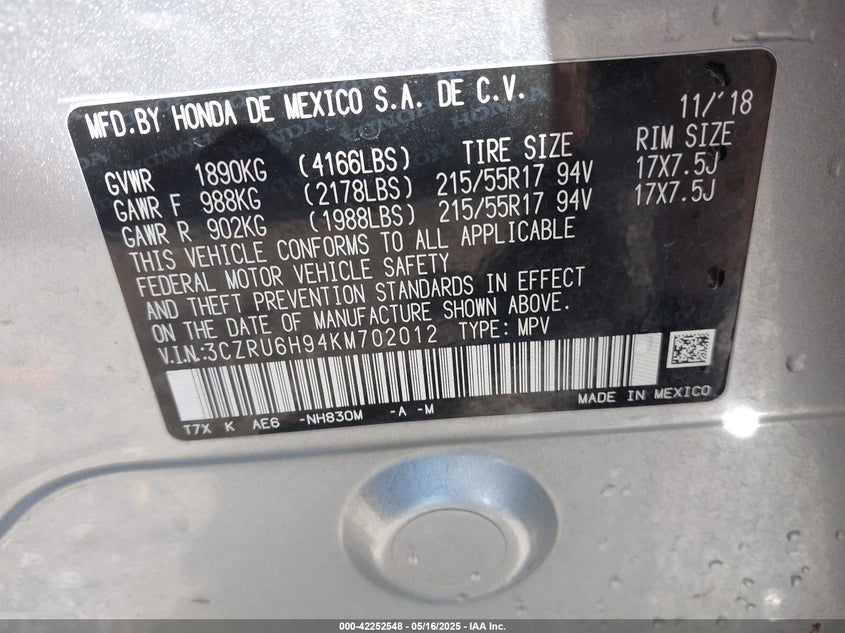 MFD.BY HONDA DE MEXICO S.A. DE C.V. 11/'18
GVWR 1890KG (4166LBS) TIRE SIZE RIM SIZE
GAWR F 988KG (2178LBS) 215/55R17 94V 17X7.5J
GAWR R 902KG (1988LBS) 215/55R17 94V 17X7.5J
THIS VEHICLE CONFORMS TO ALL APPLICABLE
FEDERAL MOTOR VEHICLE SAFETY
AND THEFT PREVENTION STANDARDS IN EFFECT
ON THE DATE OF MANUFACTURE SHOWN ABOVE.
V.I.N:3CZRU6H94KM702012 TYPE: MPV
T7X K AE6 -NH830M -A -M MADE IN MEXICO
000-42252548 - 05/16/2025 - IAA Inc.